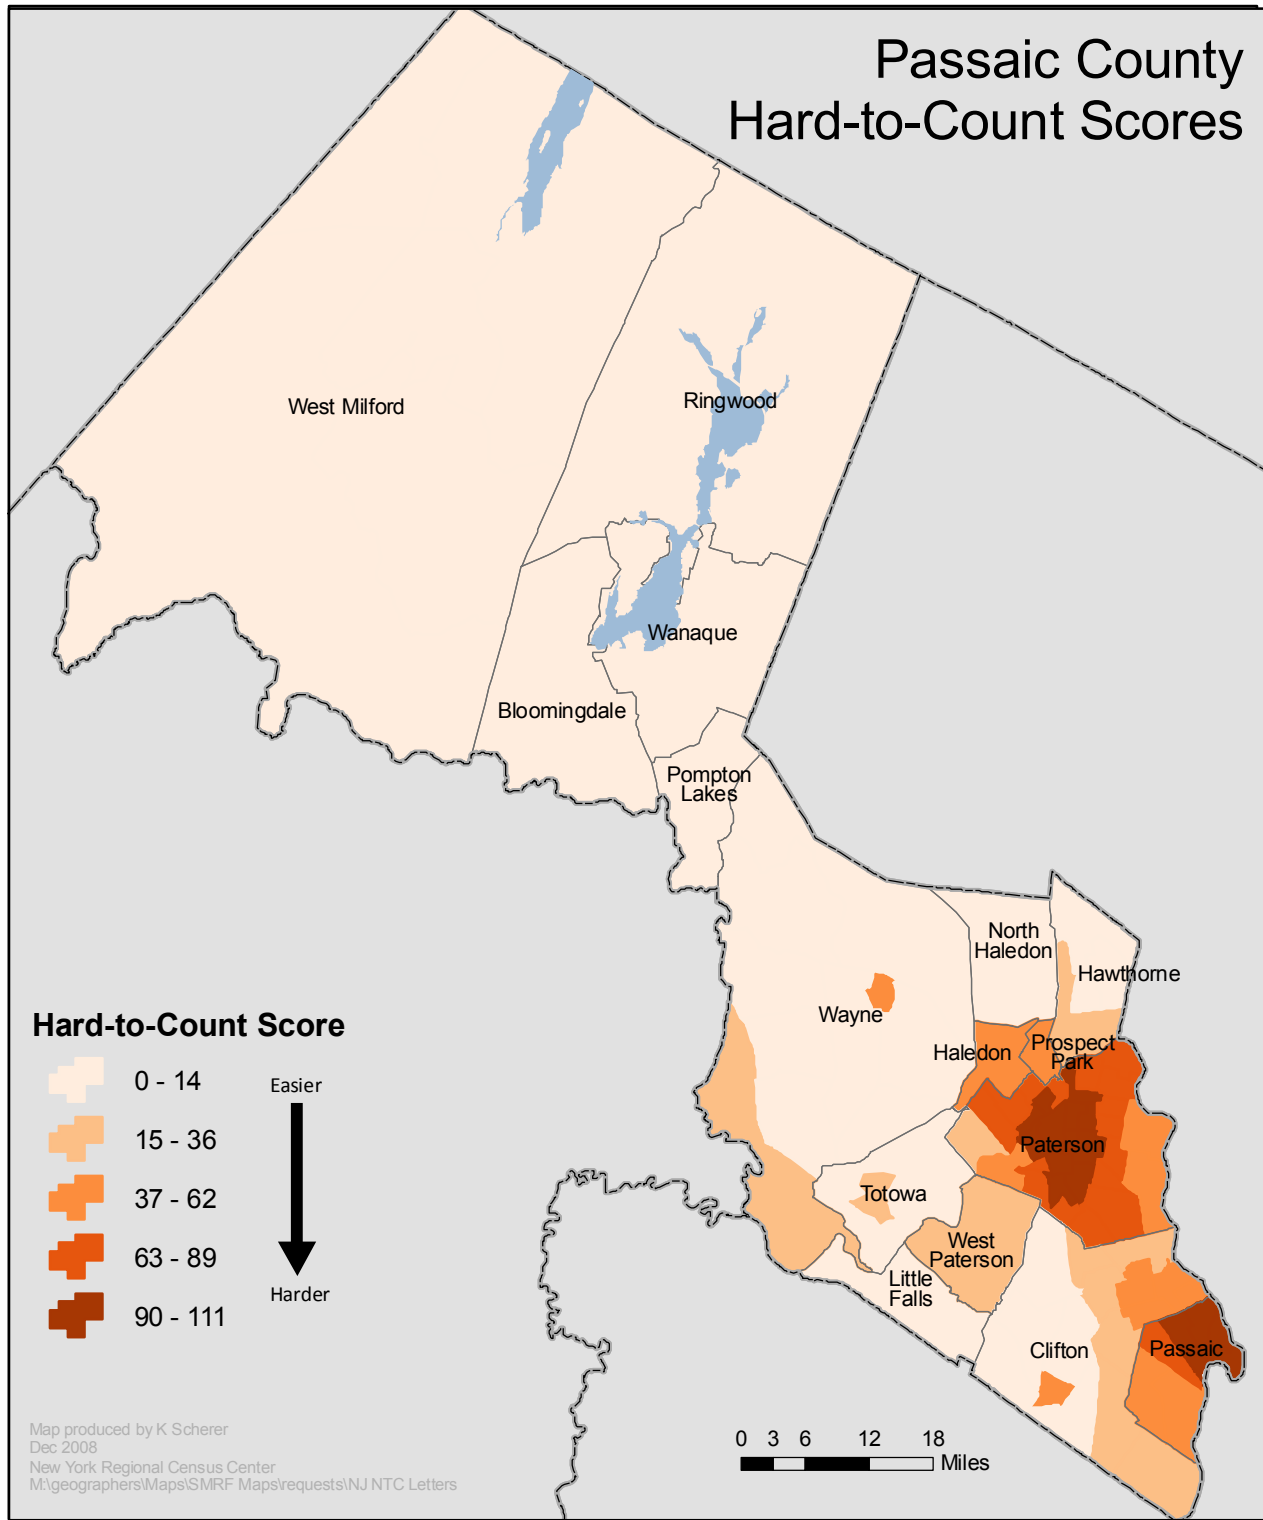 Passaic County
Hard-to-Count Scores
West Milford
Ringwood
Wanaque
Bloomingdale
Pompton
Lakes
North
Haledon
Hawthorne
Wayne
Haledon
Prospect
Park
Paterson
Totowa
West
Paterson
Little
Falls
Clifton
Passaic
Hard-to-Count Score
0 - 14
15 - 36
37 - 62
63 - 89
90 - 111
Easier
Harder
0 3 6 12 18
Miles
Map produced by K Scherer
Dec 2008
New York Regional Census Center
M:\geographers\Maps\SMRF Maps\requests\NJ NTC Letters